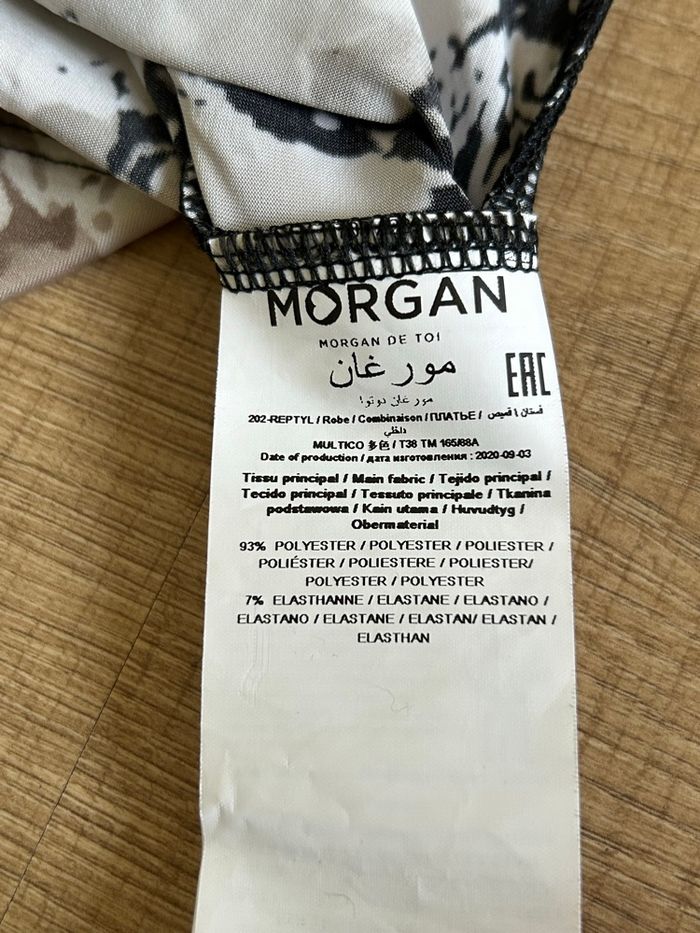 MORGAN
MORGAN DE TOI
مورغان
مورغان دوتوا
EAC
202-REPTYL / Robe / Combinaison / ПЛАТЬЕ / فستان | قميص
داخلي
MULTICO 多色 / T38 TM 165/88A
Date of production / дата изготовления : 2020-09-03
Tissu principal / Main fabric / Tejido principal /
Tecido principal / Tessuto principale / Tkanina
podstawowa / Kain utama / Huvudtyg /
Obermaterial
93% POLYESTER / POLYESTER / POLIESTER /
POLIÉSTER / POLIESTERE / POLIESTER/
POLYESTER / POLYESTER
7% ELASTHANNE / ELASTANE / ELASTANO /
ELASTANO / ELASTANE / ELASTAN/ ELASTAN /
ELASTHAN